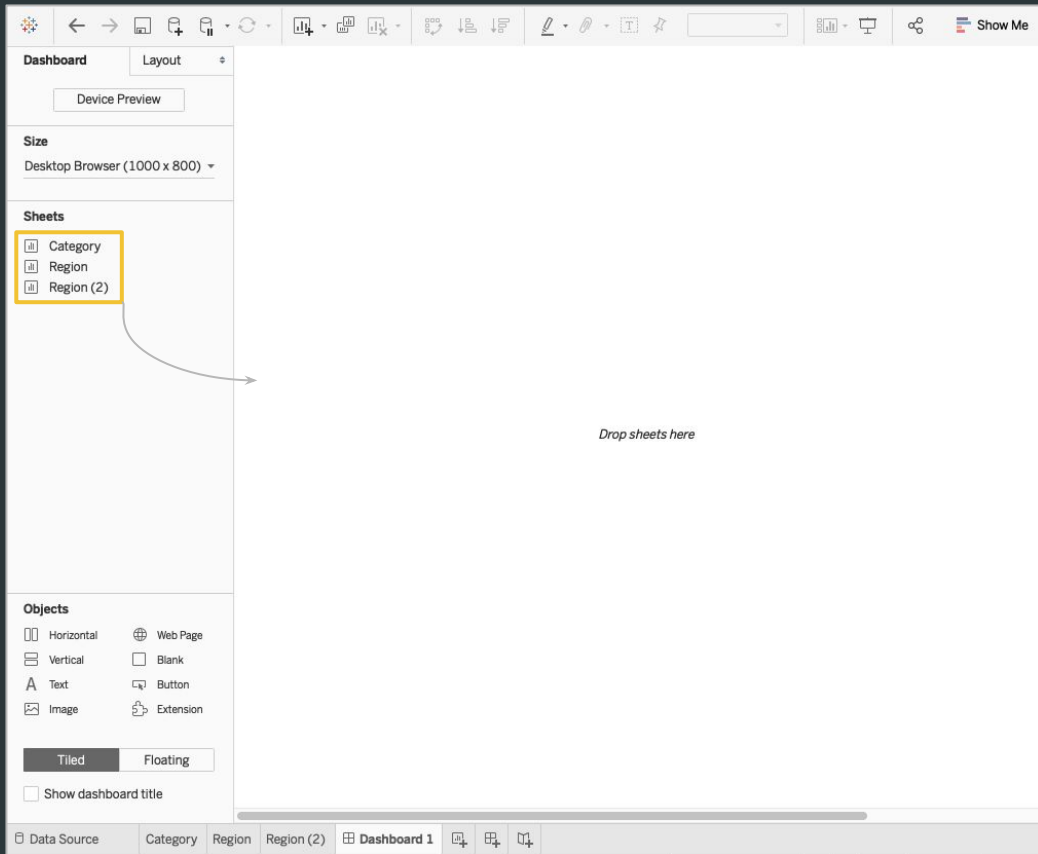 Show Me
Dashboard
Layout
Device Preview
Size
Desktop Browser (1000 x 800)
Sheets
Category
Region
Region (2)
Drop sheets here
Objects
Horizontal
Web Page
Vertical
Blank
A Text
Button
Image
Extension
Tiled
Floating
Show dashboard title
Data Source
Category
Region
Region (2)
Dashboard 1